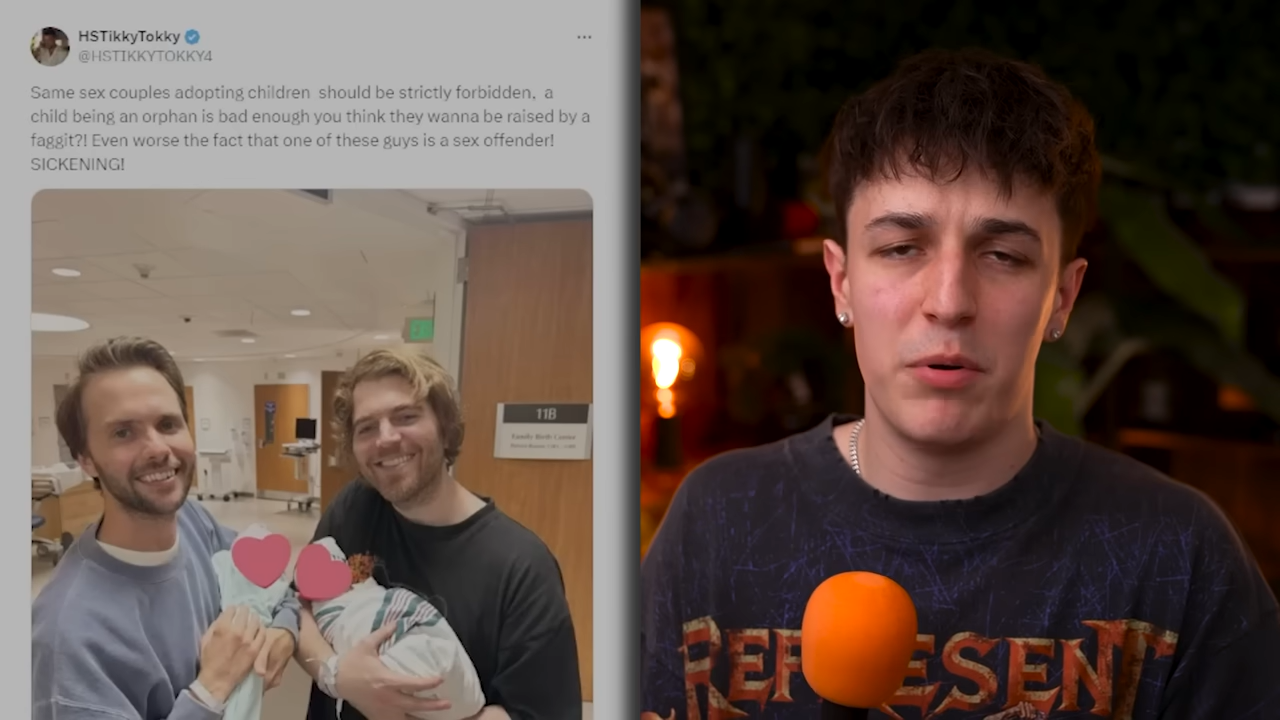 HSTikkyTokky
@HSTIKKYTOKKY4
Same sex couples adopting children should be strictly forbidden, a
child being an orphan is bad enough you think they wanna be raised by a
faggit?! Even worse the fact that one of these guys is a sex offender!
SICKENING!
11B
Family Birth Center
REPRESENT